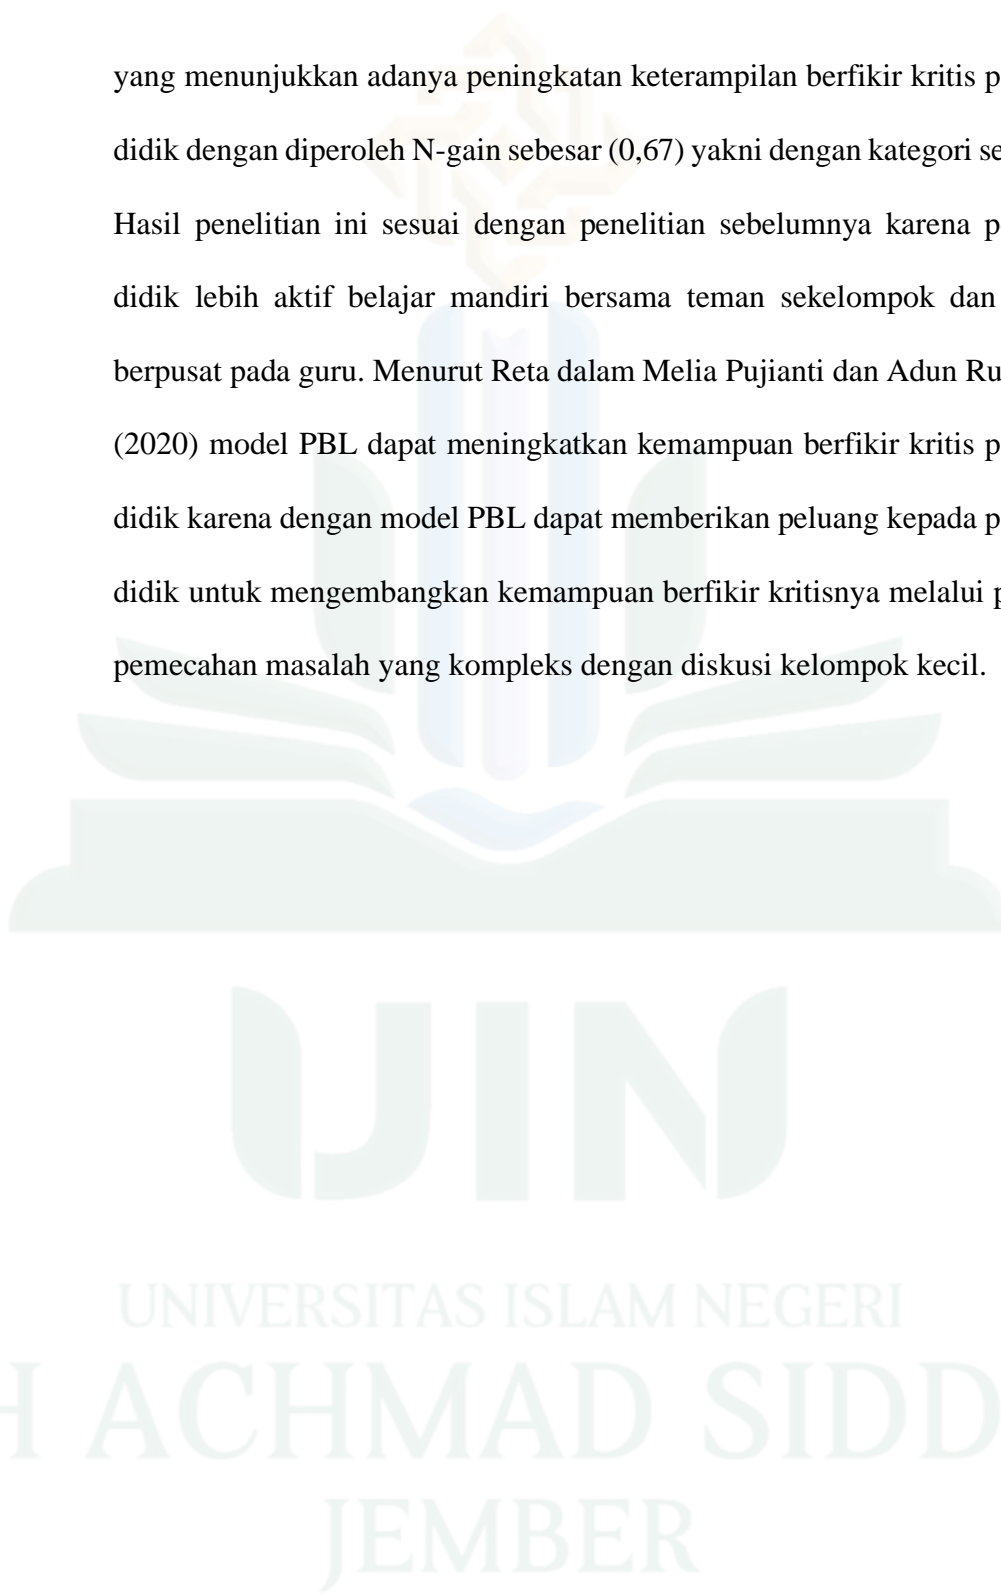 yang menunjukkan adanya peningkatan keterampilan berfikir kritis p
didik dengan diperoleh N-gain sebesar (0,67) yakni dengan kategori se
Hasil penelitian ini sesuai dengan penelitian sebelumnya karena p
didik lebih aktif belajar mandiri bersama teman sekelompok dan
berpusat pada guru. Menurut Reta dalam Melia Pujianti dan Adun Ru
(2020) model PBL dapat meningkatkan kemampuan berfikir kritis p
didik karena dengan model PBL dapat memberikan peluang kepada p
didik untuk mengembangkan kemampuan berfikir kritisnya melalui p
pemecahan masalah yang kompleks dengan diskusi kelompok kecil.
UIN
UNIVERSITAS ISLAM NEGERI
H ACHMAD SIDD
JEMBER